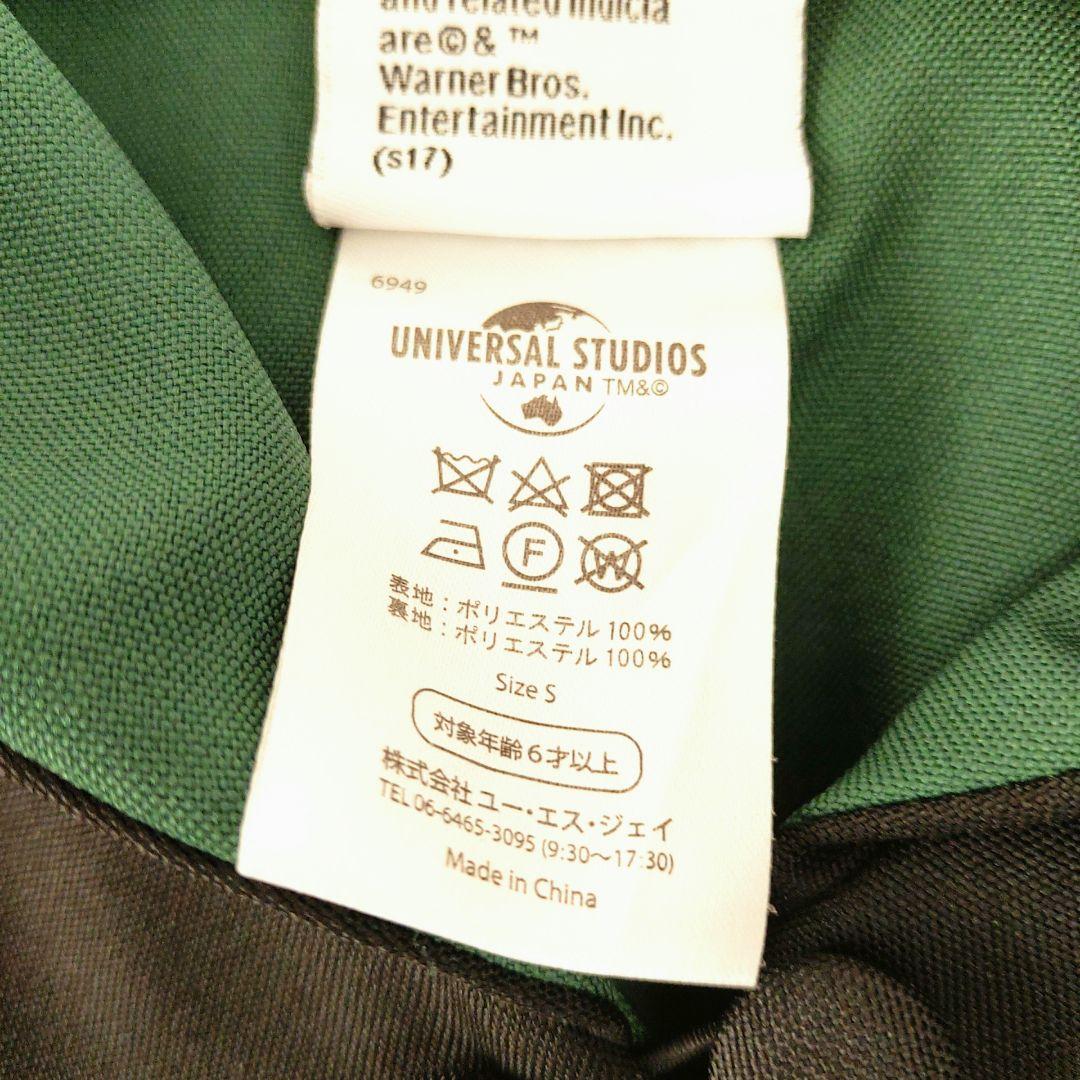 and related indicia
are © & ™
Warner Bros.
Entertainment Inc.
(s17)
6949
UNIVERSAL STUDIOS
JAPAN TM&©
F
W
表地：ポリエステル 100%
裏地：ポリエステル 100%
Size S
対象年齢6才以上
株式会社 ユー・エス・ジェイ
TEL 06-6465-3095 (9:30～17:30)
Made in China